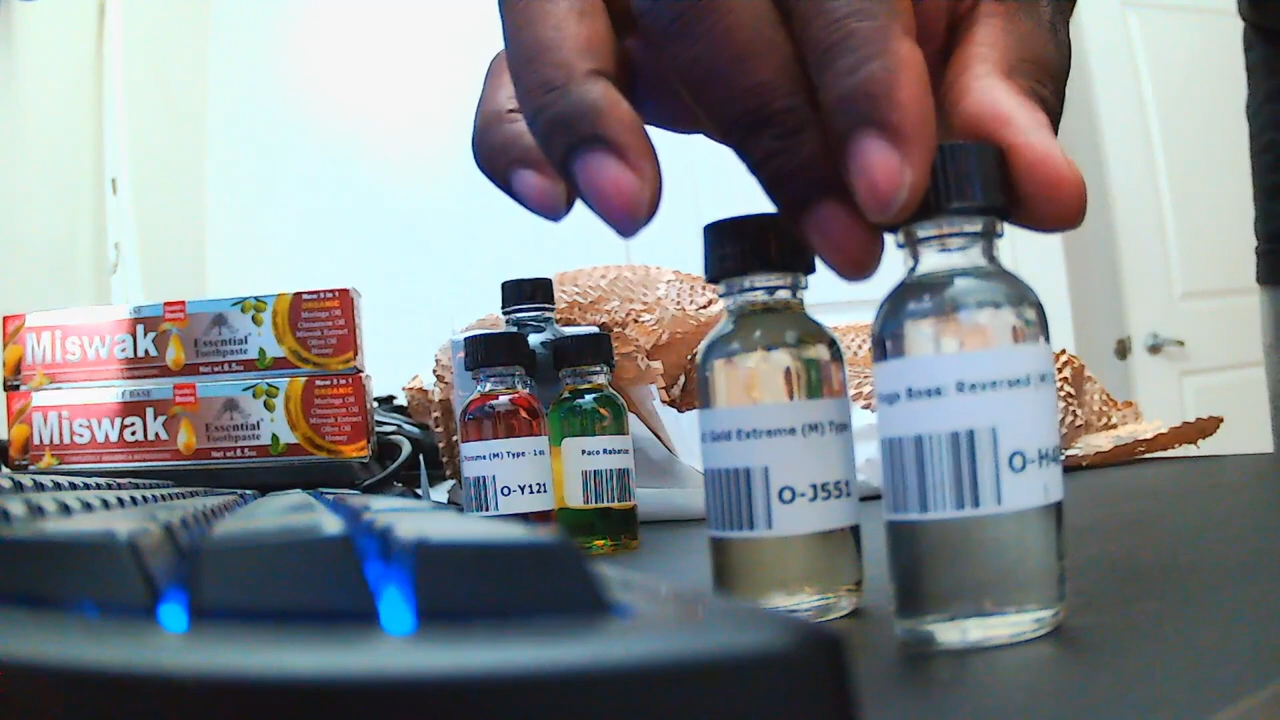 Miswak
Essential
Toothpaste
Net wt.6.5oz
New 5 in 1
ORGANIC
Moringa Oil
Cinnamon Oil
Miswak Extract
Olive Oil
Honey
Miswak
Essential
Toothpaste
Net wt.6.5oz
New 5 in 1
ORGANIC
Moringa Oil
Cinnamon Oil
Miswak Extract
Olive Oil
Honey
(M) Type - 1 oz
O-Y121
Paco Rabanne
Gold Extreme (M) Type
O-J551
Boss: Reversed